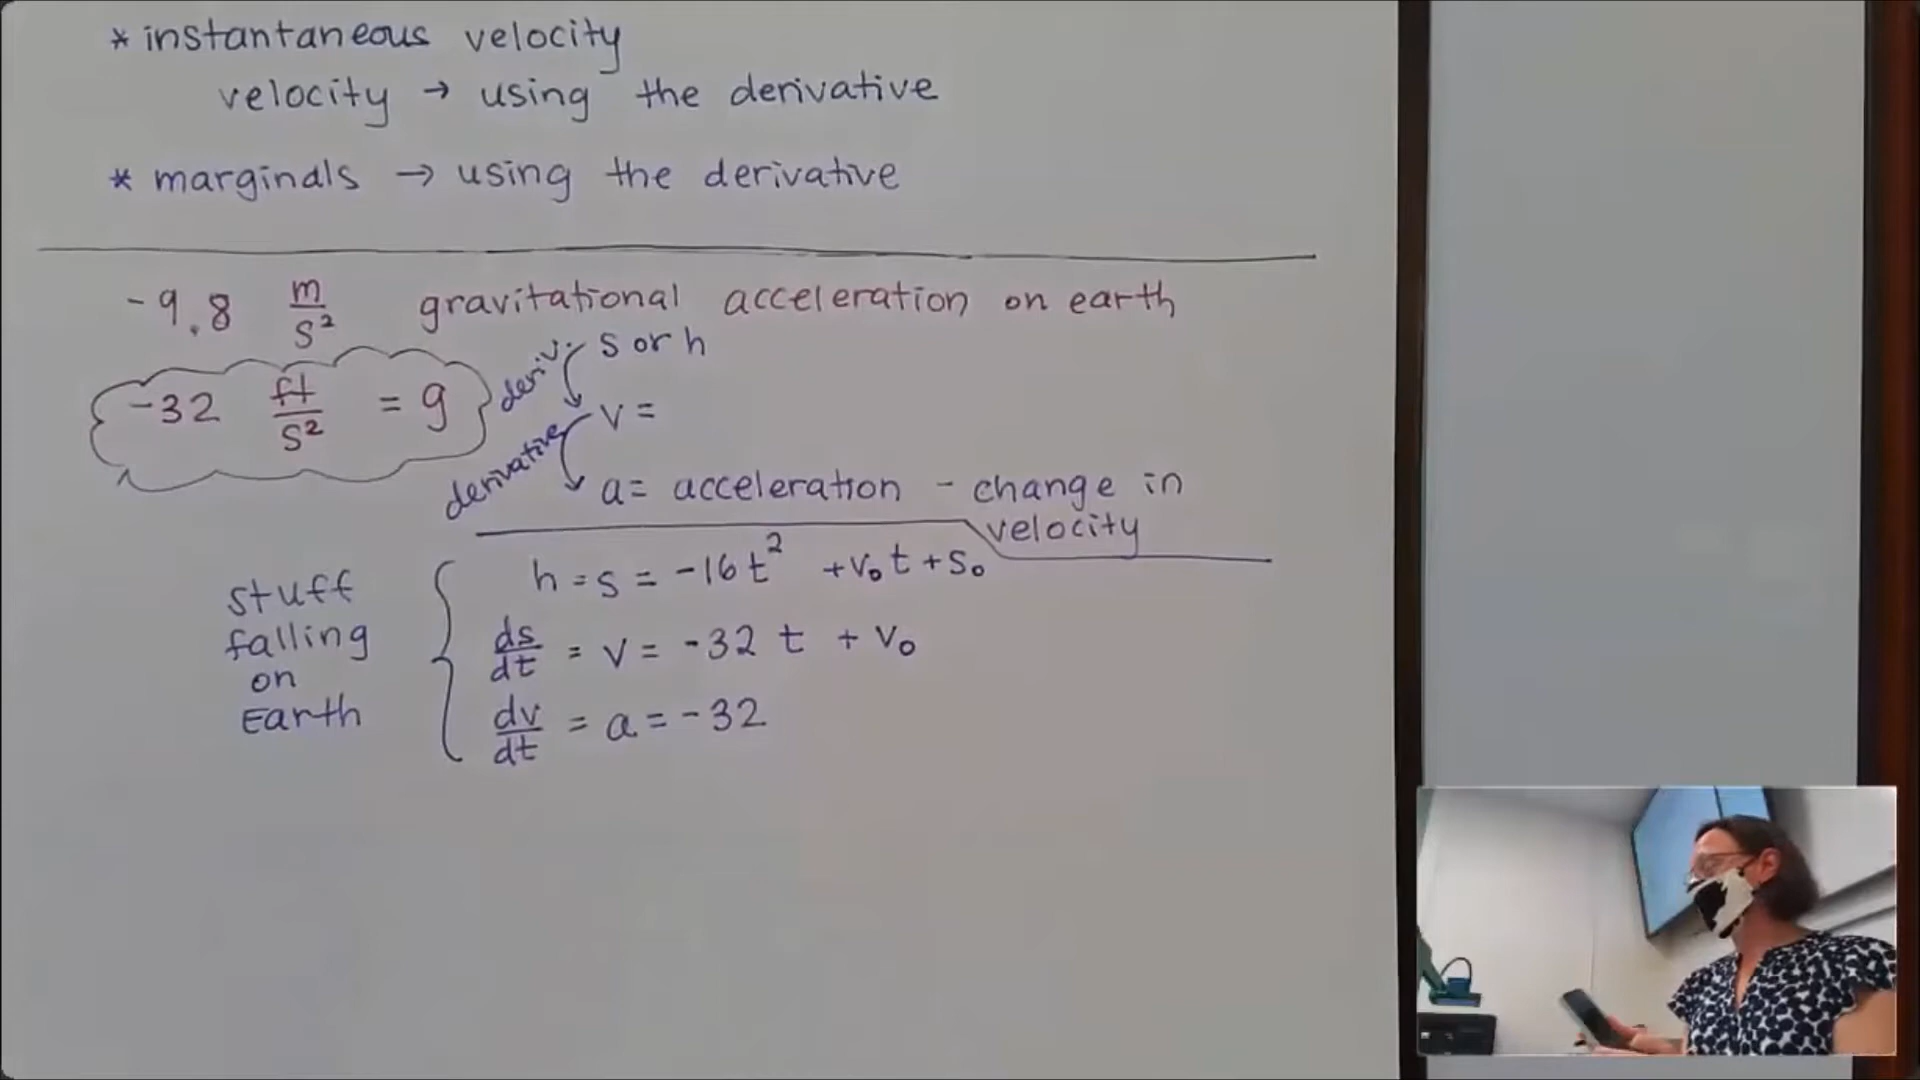 * instantaneous velocity
velocity → using the derivative
* marginals → using the derivative
-9.8 m/s² gravitational acceleration on earth
deriv. s or h
-32 ft/s² = g
v =
derivative
a = acceleration - change in
velocity
h = s = -16t² + v₀t + s₀
stuff
falling
on
Earth
ds/dt = v = -32t + v₀
dv/dt = a = -32